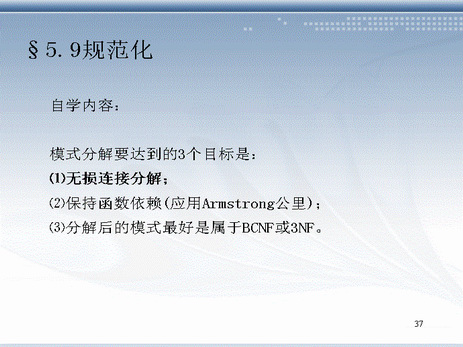 §5.9规范化
自学内容：
模式分解要达到的3个目标是：
⑴无损连接分解；
⑵保持函数依赖(应用Armstrong公里)；
⑶分解后的模式最好是属于BCNF或3NF。
37